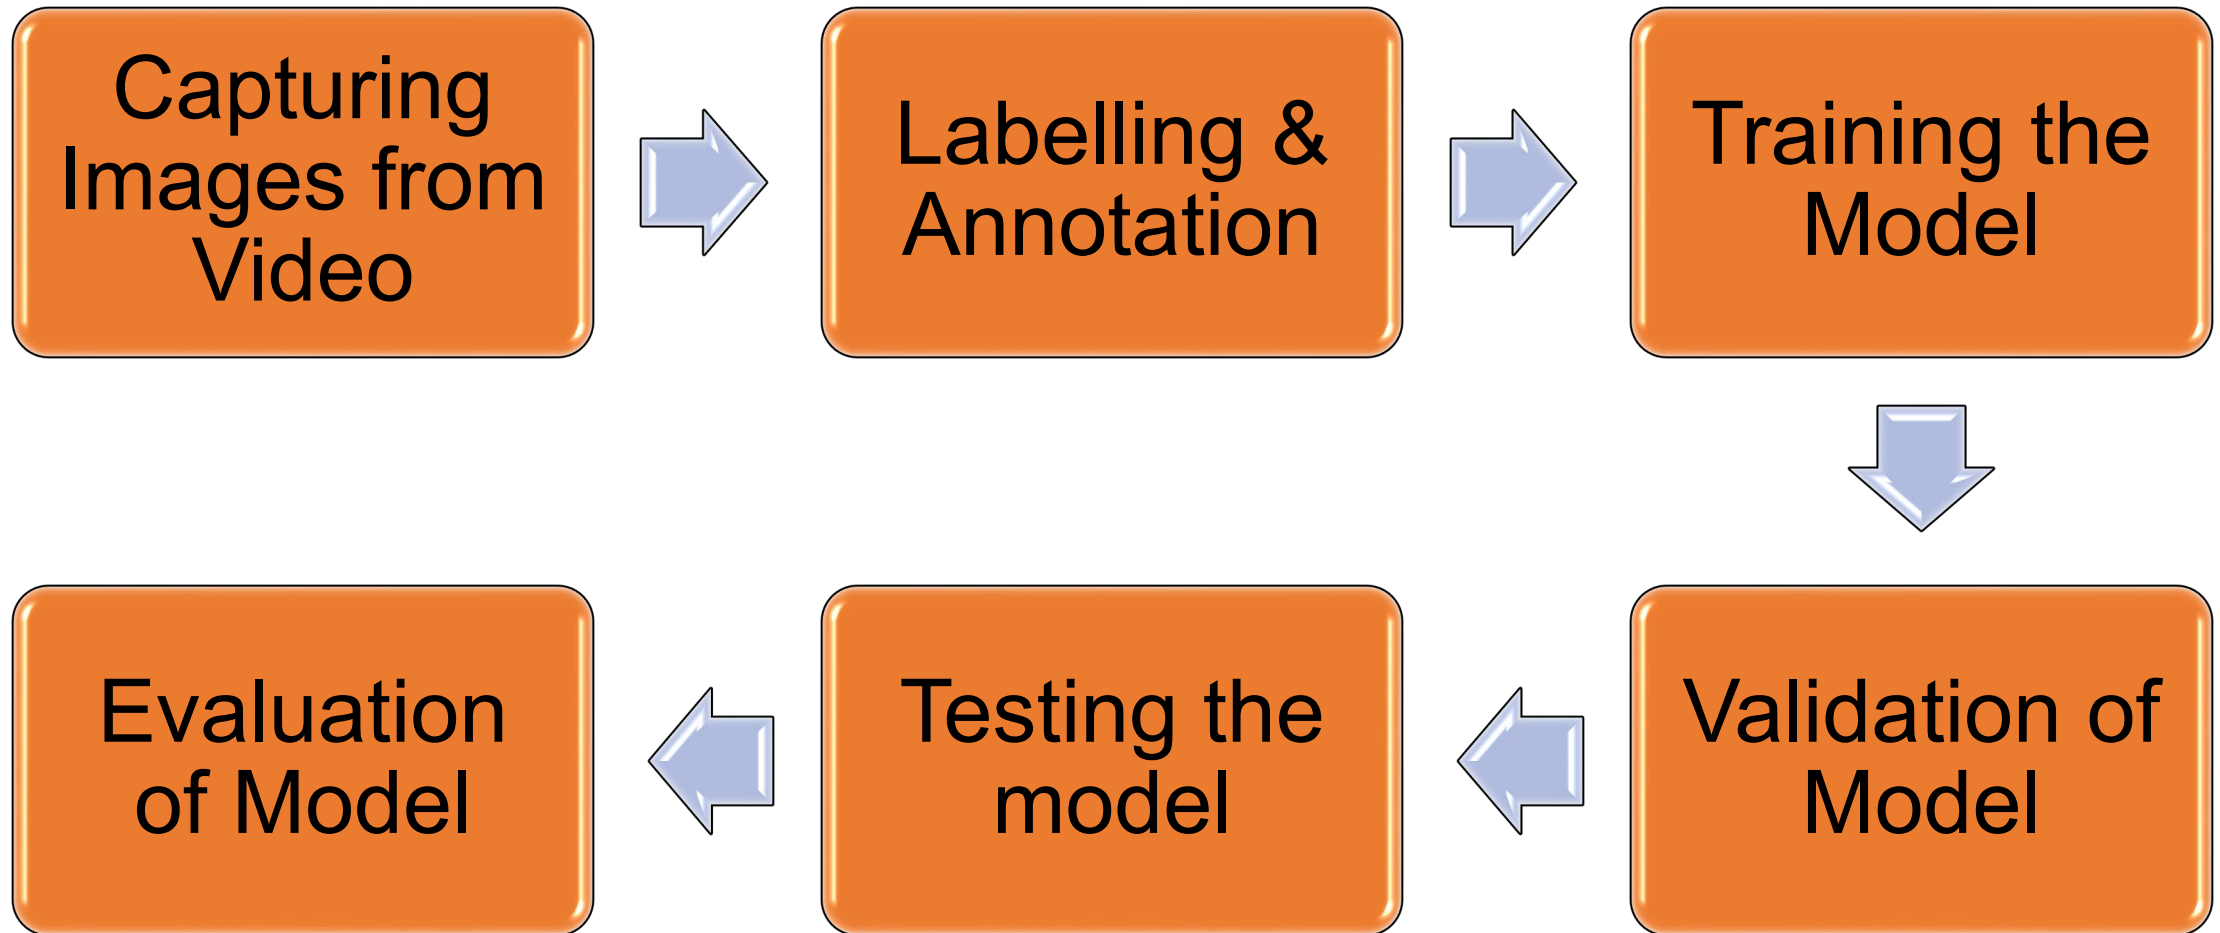 Capturing
Images from
Video
Labelling &
Annotation
Training the
Model
Validation of
Model
Testing the
model
Evaluation
of Model